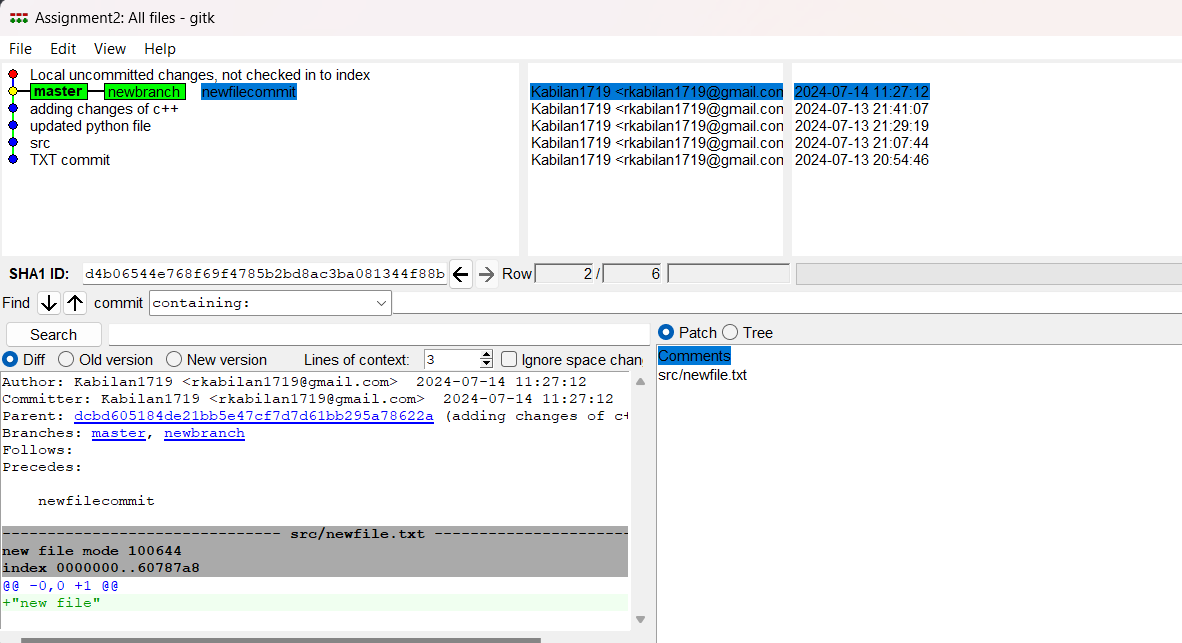 Assignment2: All files - gitk
File Edit View Help
Local uncommitted changes, not checked in to index
master newbranch newfilecommit Kabilan1719 <rkabilan1719@gmail.con 2024-07-14 11:27:12
adding changes of c++ Kabilan1719 <rkabilan1719@gmail.con 2024-07-13 21:41:07
updated python file Kabilan1719 <rkabilan1719@gmail.con 2024-07-13 21:29:19
src Kabilan1719 <rkabilan1719@gmail.con 2024-07-13 21:07:44
TXT commit Kabilan1719 <rkabilan1719@gmail.con 2024-07-13 20:54:46
SHA1 ID: d4b06544e768f69f4785b2bd8ac3ba081344f88b Row 2 / 6
Find commit containing:
Search
Patch Tree
Diff Old version New version Lines of context: 3 Ignore space chan
Comments
src/newfile.txt
Author: Kabilan1719 <rkabilan1719@gmail.com> 2024-07-14 11:27:12
Committer: Kabilan1719 <rkabilan1719@gmail.com> 2024-07-14 11:27:12
Parent: dcbd605184de21bb5e47cf7d7d61bb295a78622a (adding changes of c+
Branches: master, newbranch
Follows:
Precedes:
newfilecommit
------------------------------- src/newfile.txt ----------------------
new file mode 100644
index 0000000..60787a8
@@ -0,0 +1 @@
+"new file"